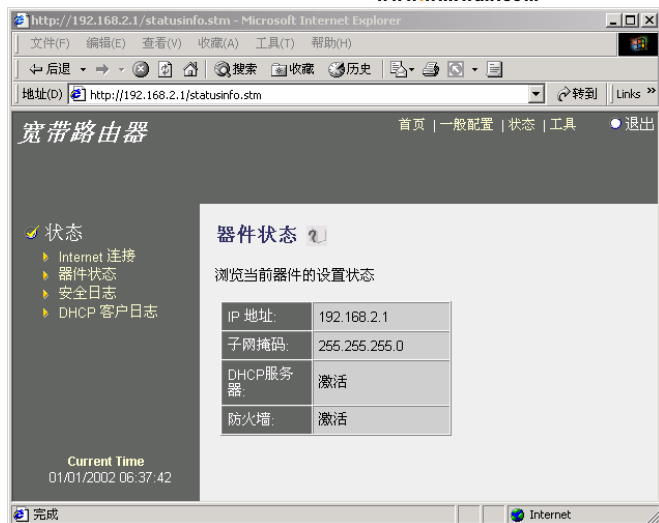 http://192.168.2.1/statusinfo.stm - Microsoft Internet Explorer
文件(F) 编辑(E) 查看(V) 收藏(A) 工具(T) 帮助(H)
后退 搜索 收藏 历史
地址(D) http://192.168.2.1/statusinfo.stm 转到 Links »
宽带路由器
首页 | 一般配置 | 状态 | 工具 退出
状态
Internet 连接
器件状态
安全日志
DHCP 客户日志
器件状态
浏览当前器件的设置状态
IP 地址: 192.168.2.1
子网掩码: 255.255.255.0
DHCP服务器: 激活
防火墙: 激活
Current Time
01/01/2002 06:37:42
完成 Internet